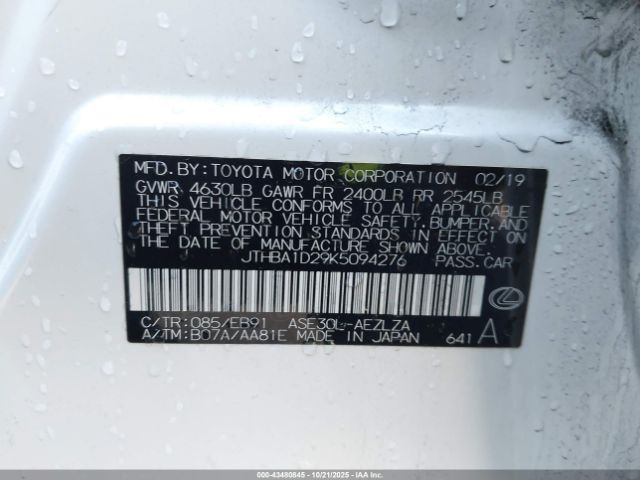 MFD. BY: TOYOTA MOTOR CORPORATION 02/19
GVWR 4630LB GAWR FR 2400LB RR 2545LB
THIS VEHICLE CONFORMS TO ALL APPLICABLE
FEDERAL MOTOR VEHICLE SAFETY, BUMPER, AND
THEFT PREVENTION STANDARDS IN EFFECT ON
THE DATE OF MANUFACTURE SHOWN ABOVE.
JTHBA1D29K5094276 PASS. CAR
C/TR: 085/EB91 ASE30L-AEZLZA
A/TM: B07A/AA81E MADE IN JAPAN 641 A
000-43480845 - 10/21/2025 - IAAI.COM